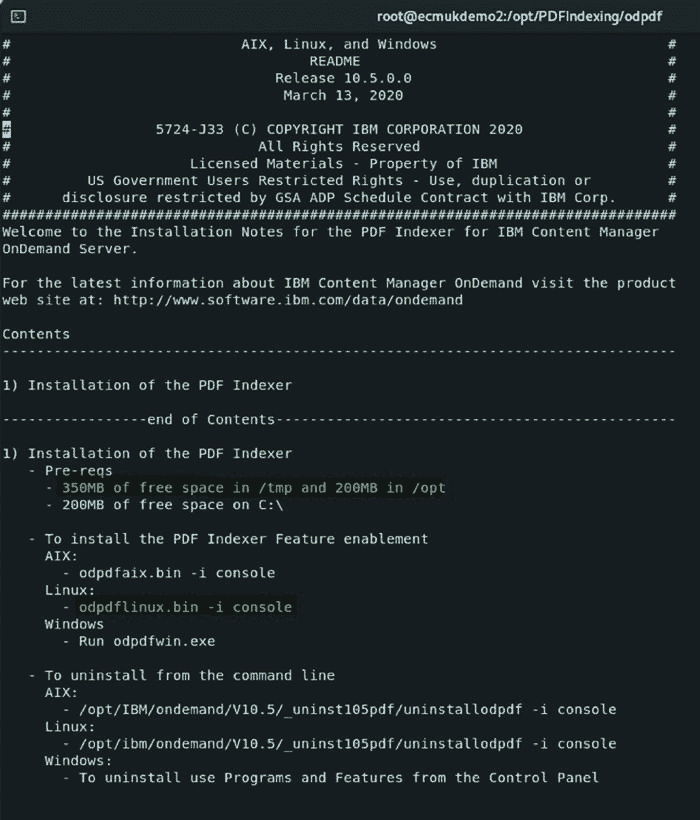 root@ecmukdemo2:/opt/PDFIndexing/odpdf
# AIX, Linux, and Windows #
# README #
# Release 10.5.0.0 #
# March 13, 2020 #
# #
# 5724-J33 (C) COPYRIGHT IBM CORPORATION 2020 #
# All Rights Reserved #
# Licensed Materials - Property of IBM #
# US Government Users Restricted Rights - Use, duplication or #
# disclosure restricted by GSA ADP Schedule Contract with IBM Corp. #
###############################################################################
Welcome to the Installation Notes for the PDF Indexer for IBM Content Manager
OnDemand Server.
For the latest information about IBM Content Manager OnDemand visit the product
web site at: http://www.software.ibm.com/data/ondemand
Contents
-------------------------------------------------------------------------------
1) Installation of the PDF Indexer
-----------------end of Contents-----------------------------------------------
1) Installation of the PDF Indexer
- Pre-reqs
- 350MB of free space in /tmp and 200MB in /opt
- 200MB of free space on C:\
- To install the PDF Indexer Feature enablement
AIX:
- odpdfaix.bin -i console
Linux:
- odpdflinux.bin -i console
Windows
- Run odpdfwin.exe
- To uninstall from the command line
AIX:
- /opt/IBM/ondemand/V10.5/_uninst105pdf/uninstallodpdf -i console
Linux:
- /opt/ibm/ondemand/V10.5/_uninst105pdf/uninstallodpdf -i console
Windows:
- To uninstall use Programs and Features from the Control Panel